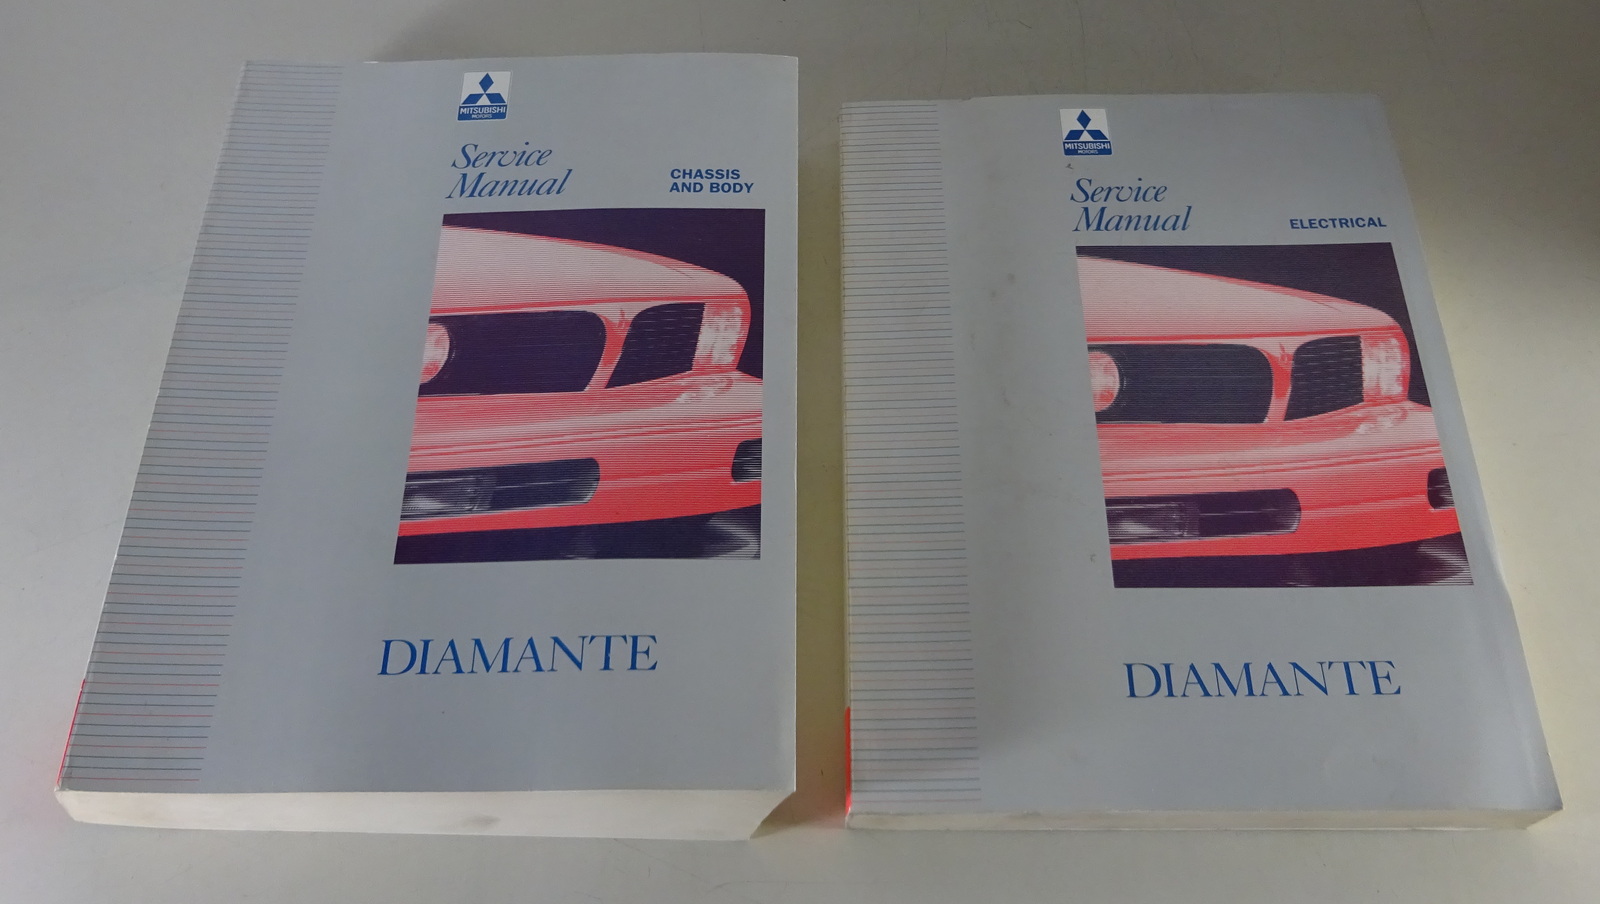 MITSUBISHI
MOTORS
Service
Manual
CHASSIS
AND BODY
DIAMANTE
MITSUBISHI
MOTORS
Service
Manual
ELECTRICAL
DIAMANTE